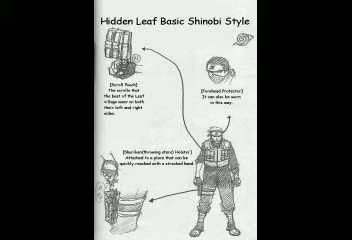 Hidden Leaf Basic Shinobi Style
[Scroll Pouch]
The scrolls that
the best of the Leaf
village wear on both
their left and right
sides.
[Forehead Protector]
It can also be worn
in this way.
[Shuriken(throwing stars) Holster]
Attached to a place that can be
quickly reached with a streched hand.